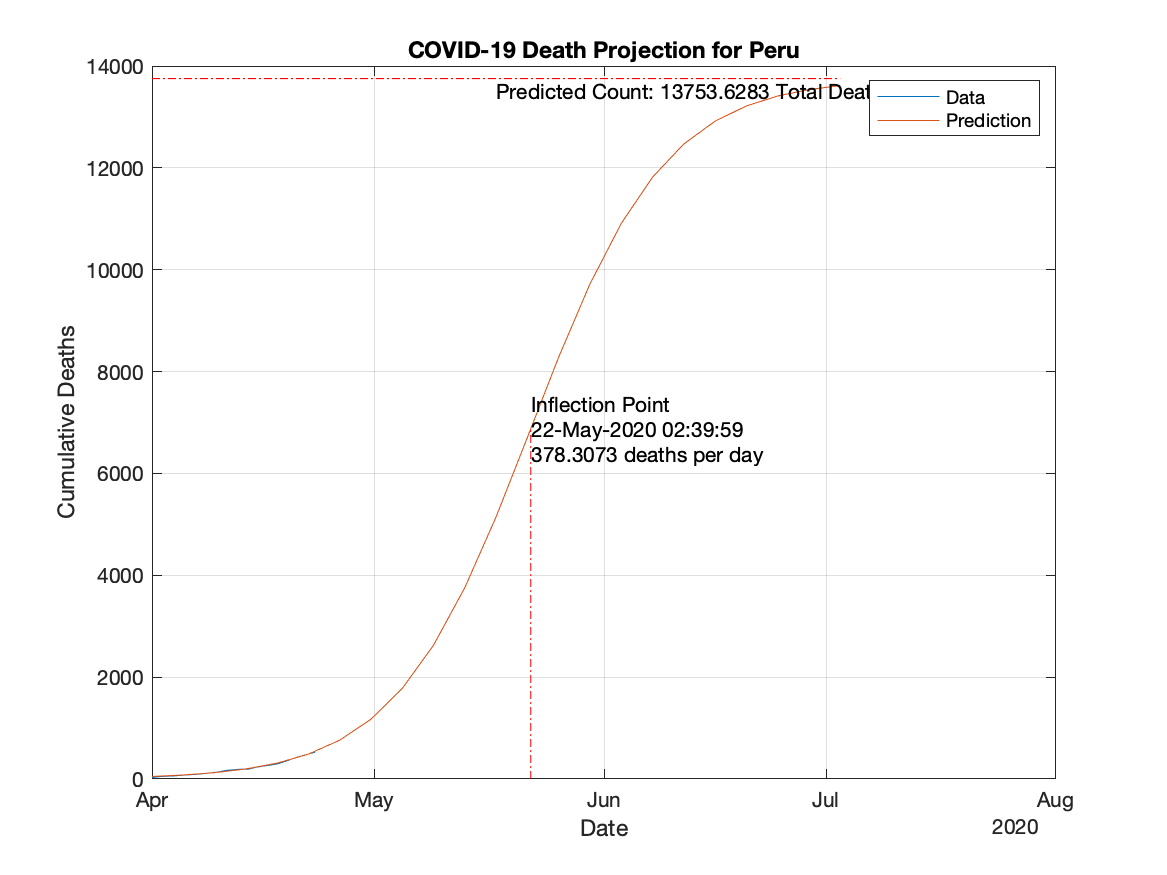 COVID-19 Death Projection for Peru
14000
Predicted Count: 13753.6283 Total
Data
Prediction
12000
10000
8000
Inflection Point
22-May-2020 02:39:59
378.3073 deaths per day
6000
4000
2000
0
Cumulative Deaths
Apr
May
Jun
Jul
Aug
Date
2020